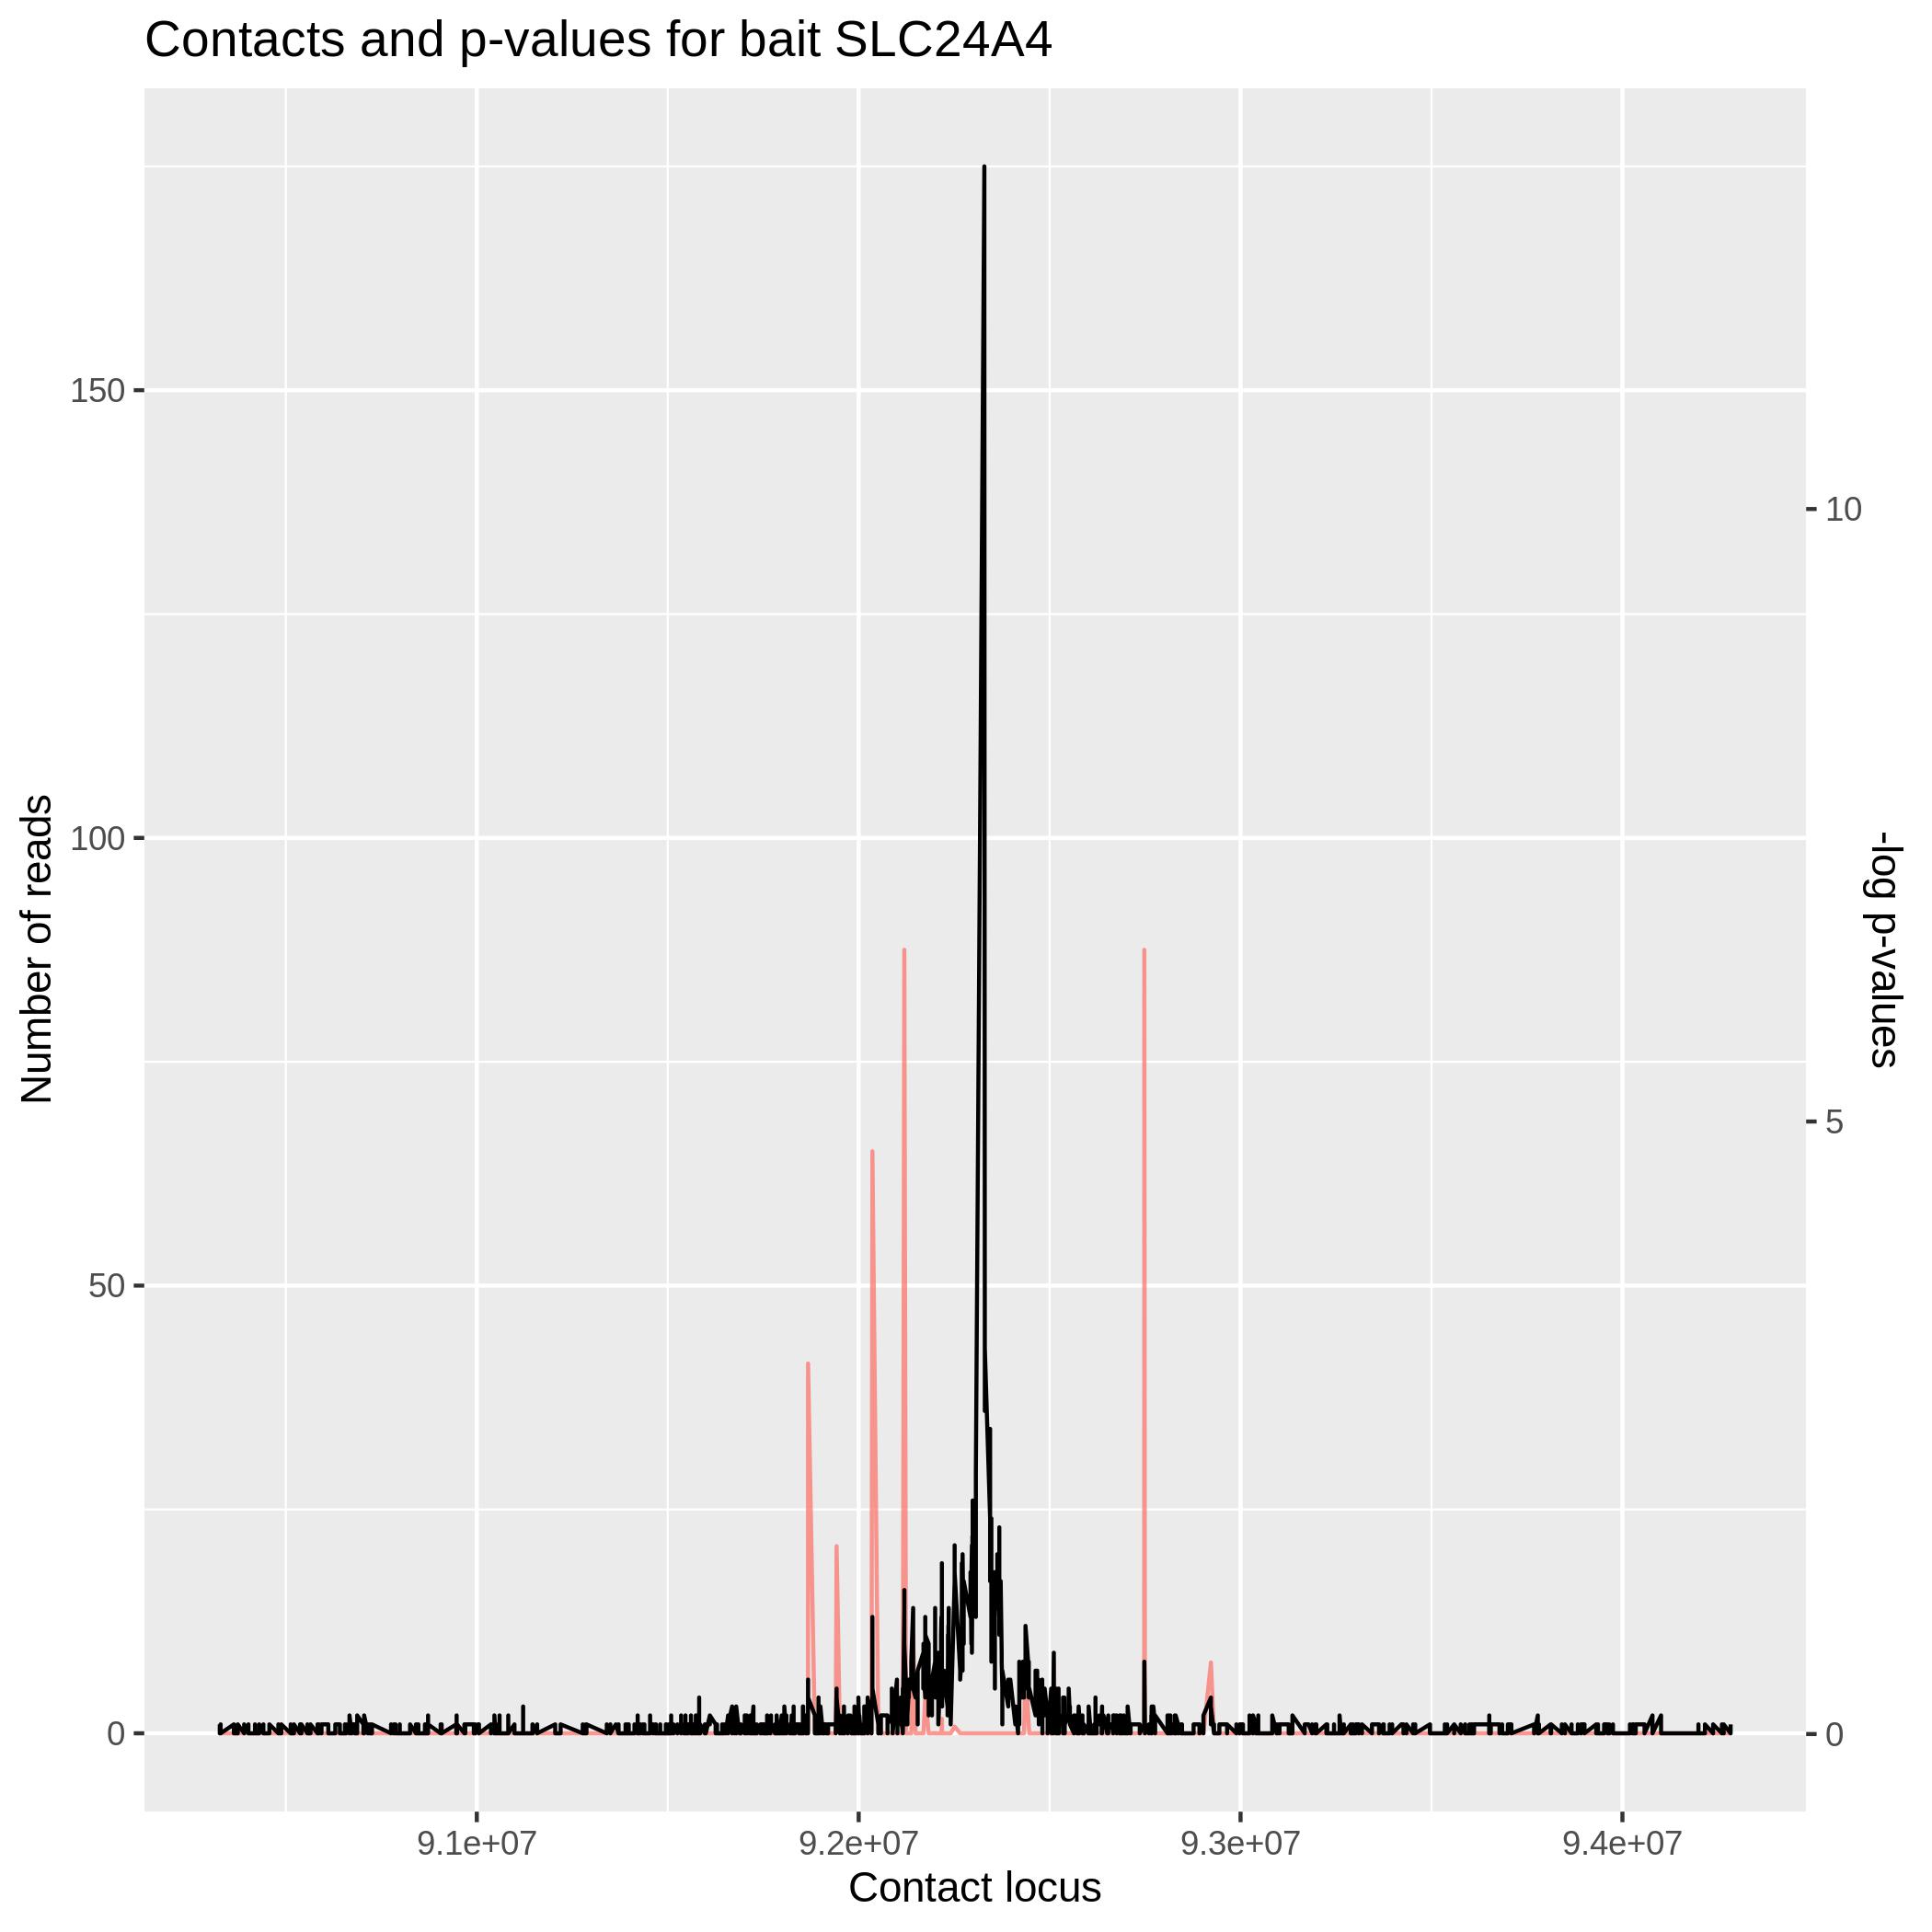 Contacts and p-values for bait SLC24A4
150
100
50
0
Number of reads
10
5
0
-log p-values
9.1e+07
9.2e+07
9.3e+07
9.4e+07
Contact locus